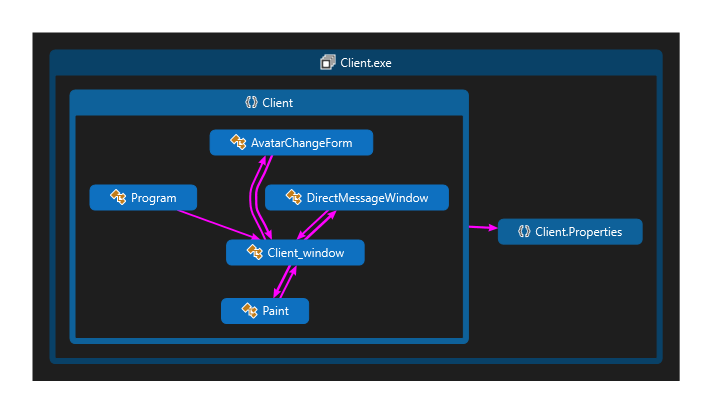 Client.exe
Client
AvatarChangeForm
Program
DirectMessageWindow
Client.Properties
Client_window
Paint